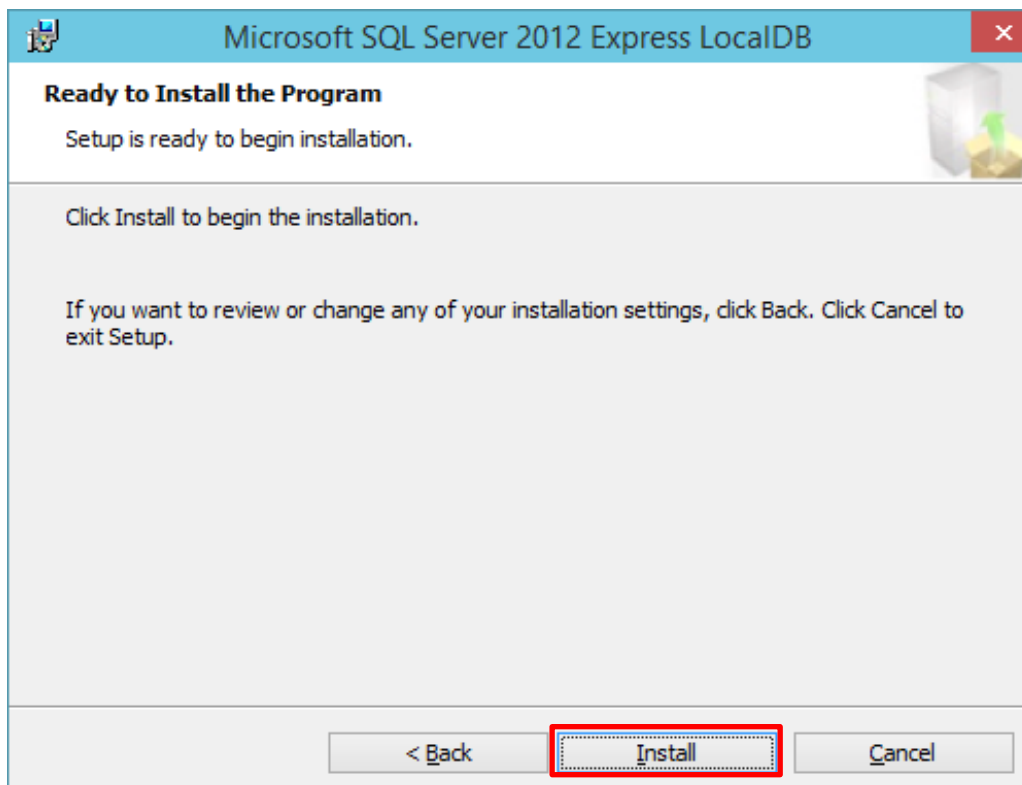 Microsoft SQL Server 2012 Express LocalDB
Ready to Install the Program
Setup is ready to begin installation.
Click Install to begin the installation.
If you want to review or change any of your installation settings, click Back. Click Cancel to
exit Setup.
< Back
Install
Cancel